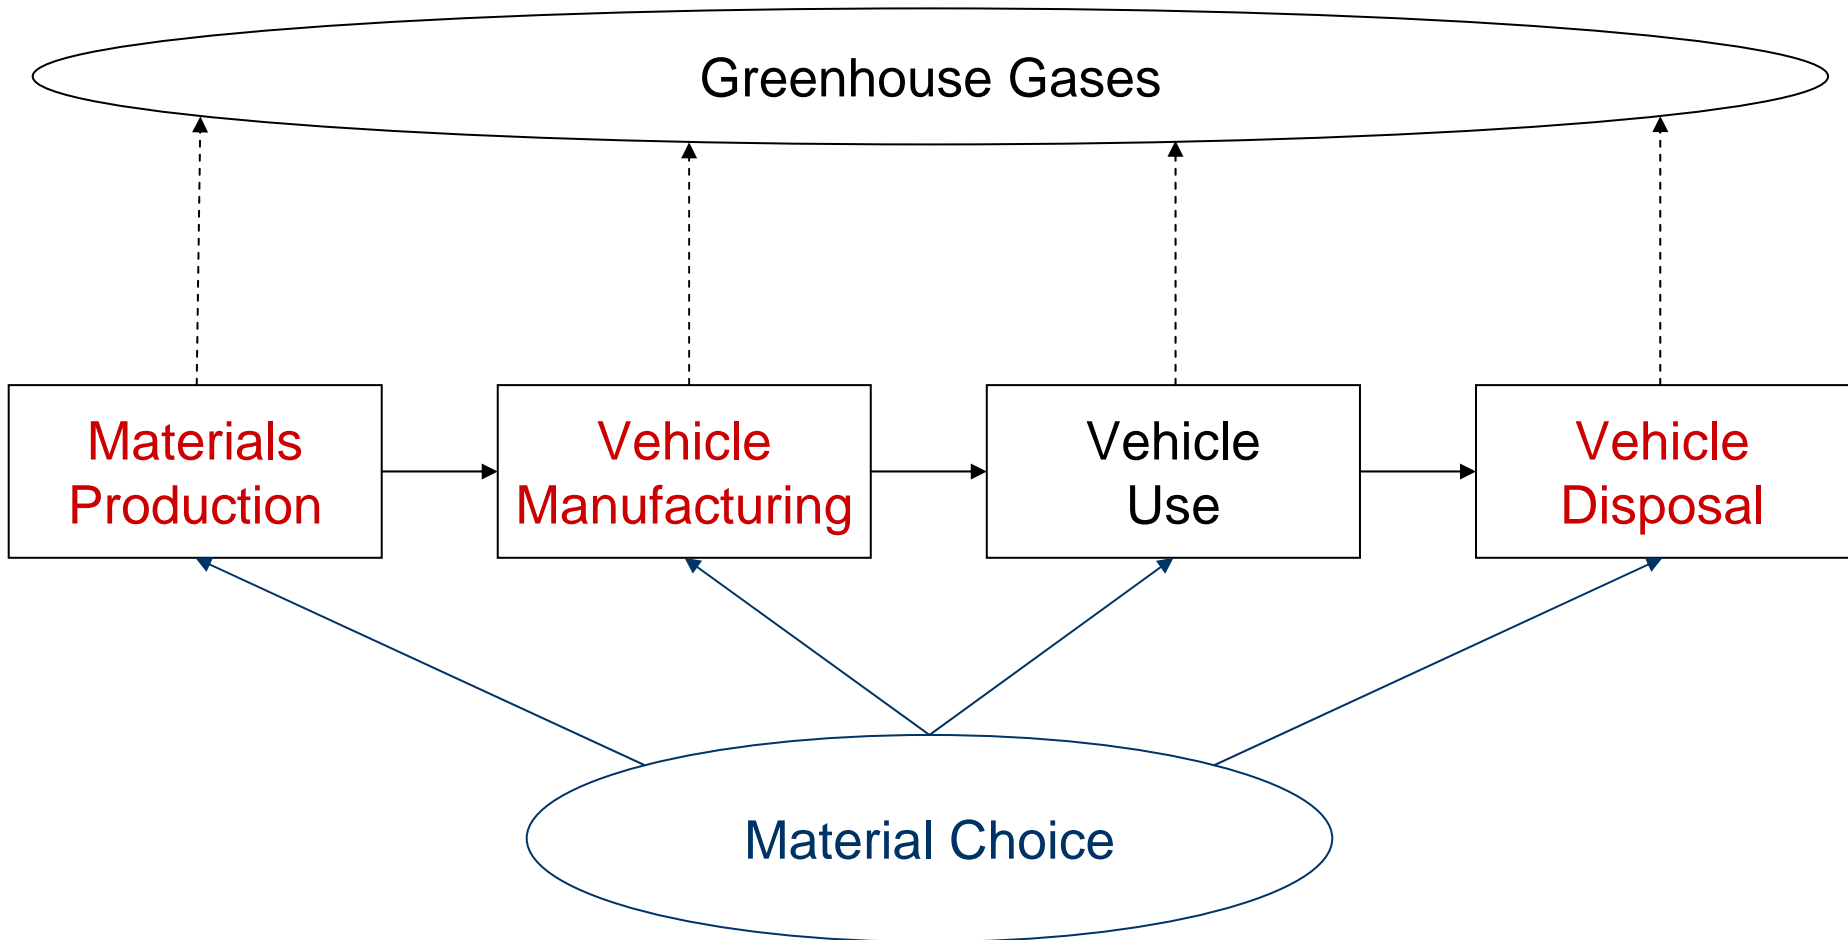 Greenhouse Gases
Materials
Production
Vehicle
Manufacturing
Vehicle
Use
Vehicle
Disposal
Material Choice